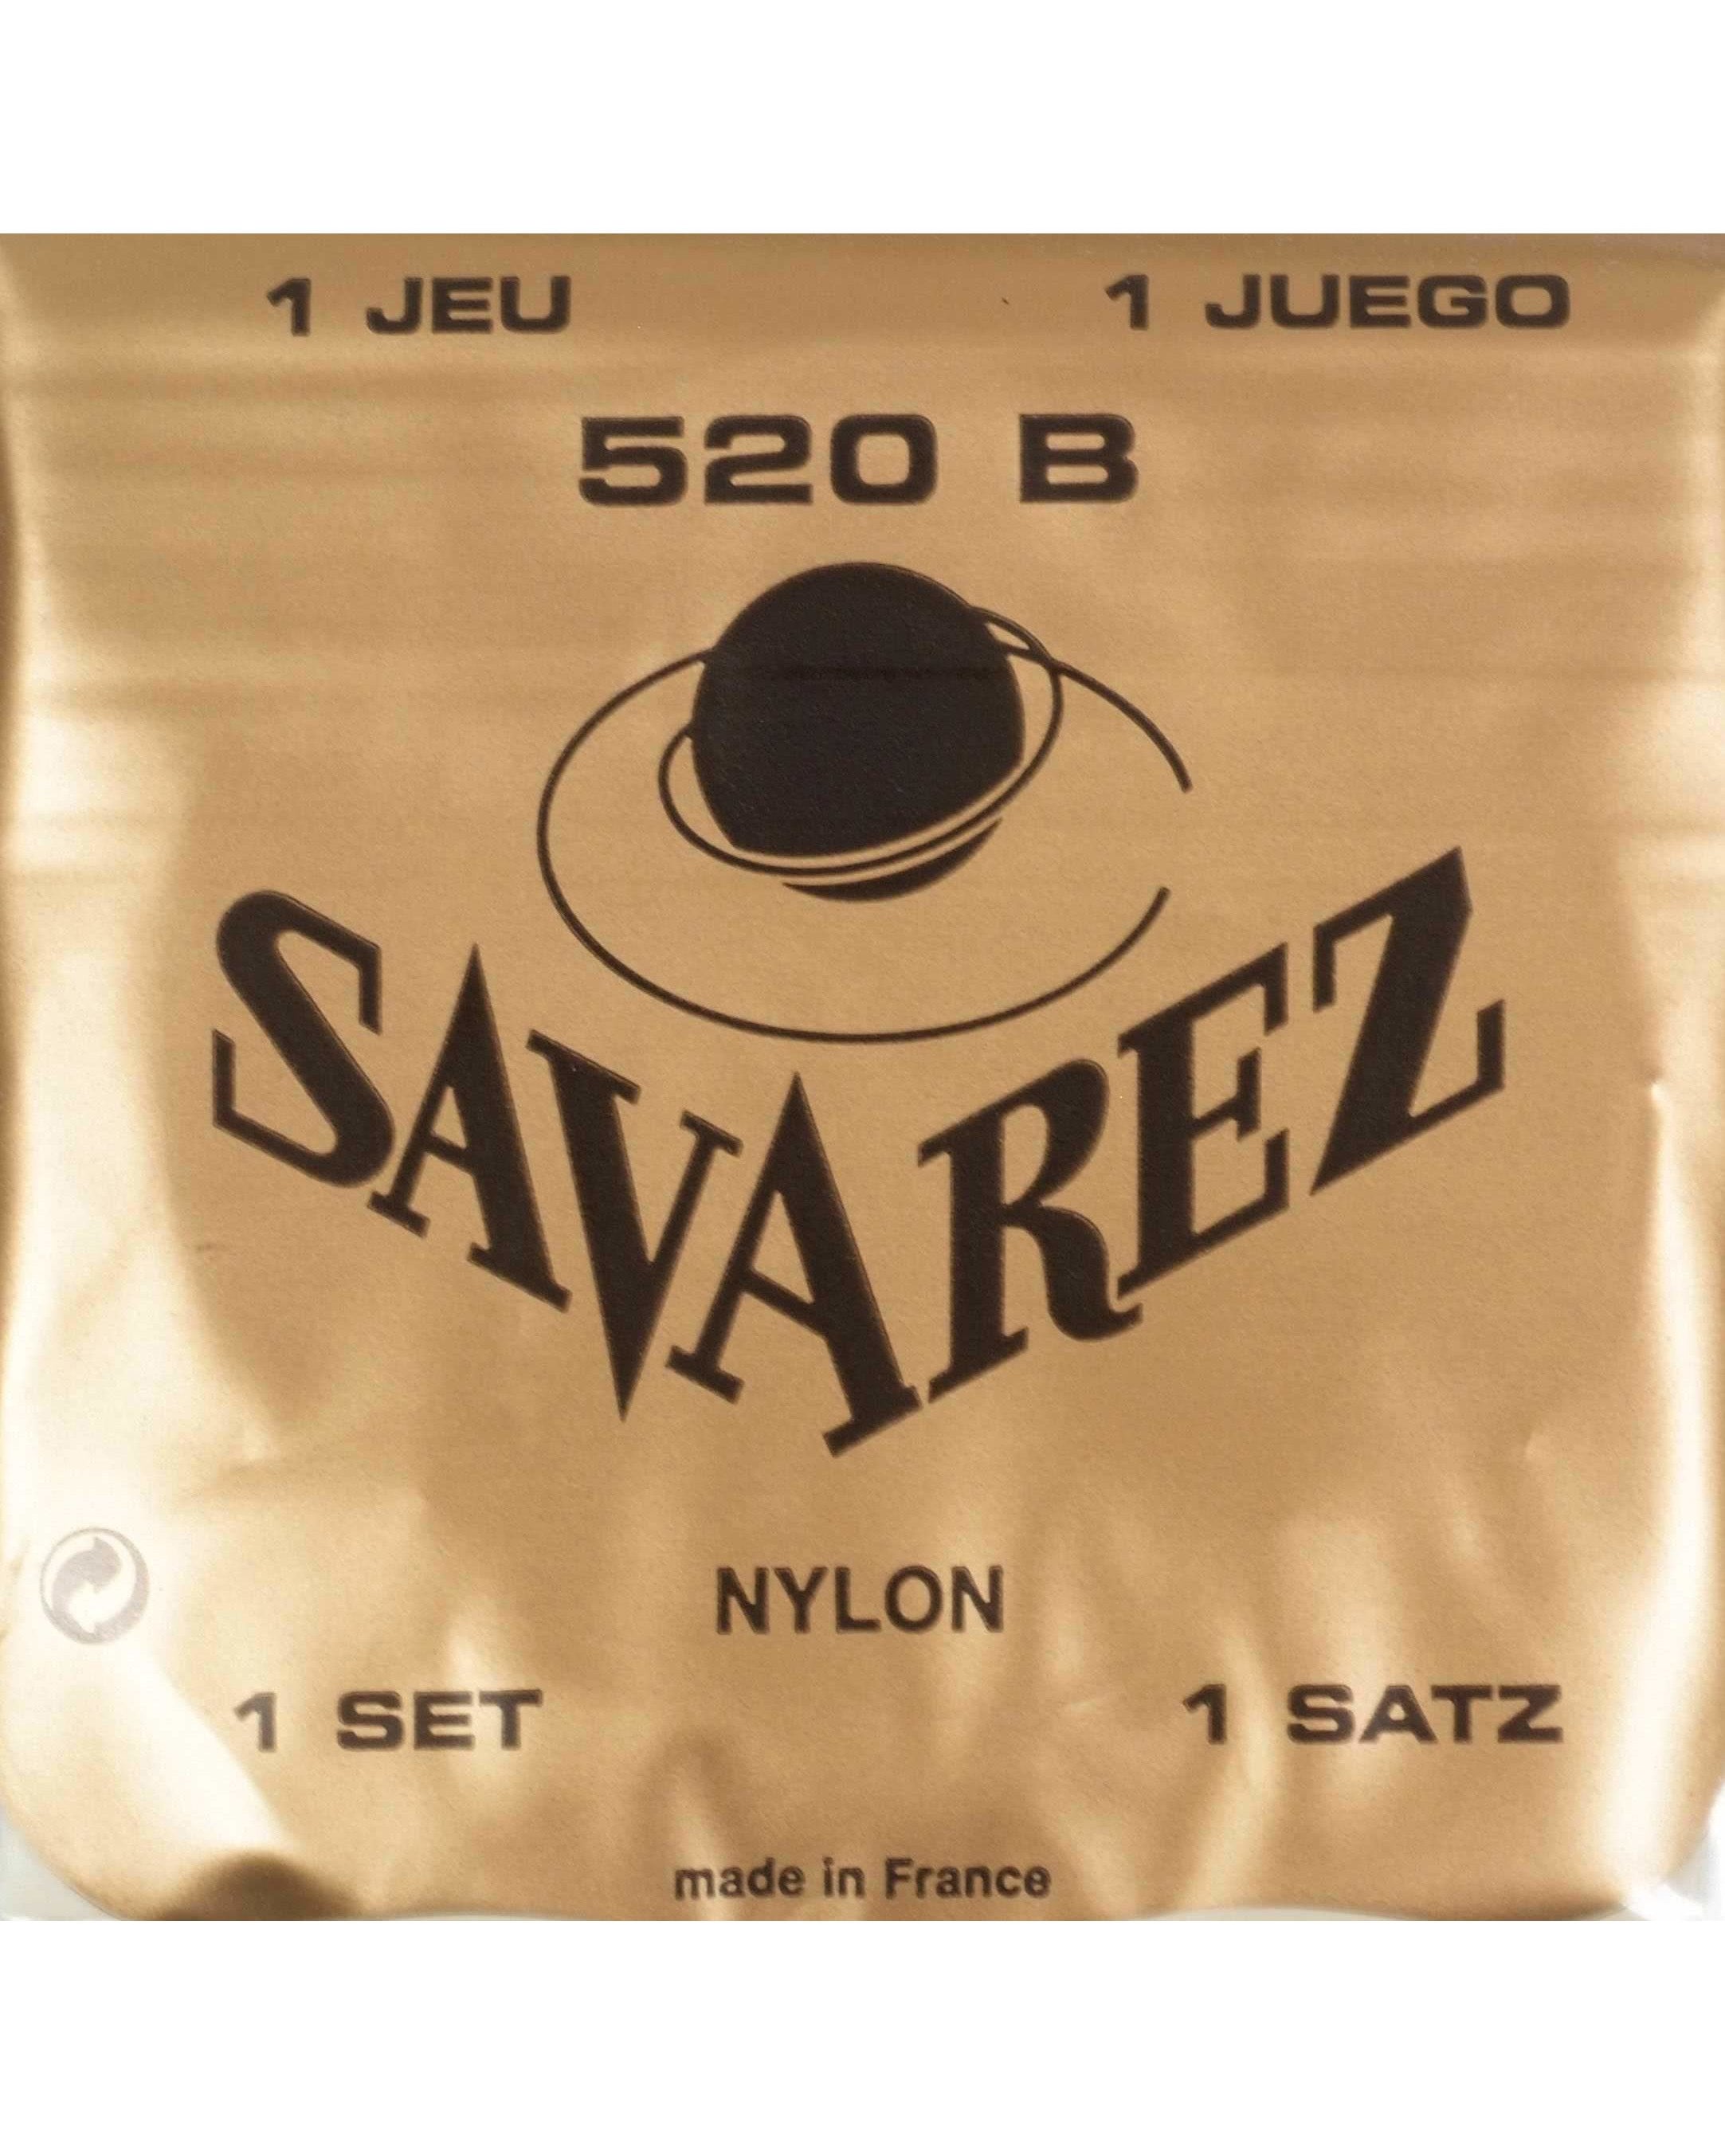 1 JEU 1 JUEGO
520 B
SAVAREZ
NYLON
1 SET 1 SATZ
made in France